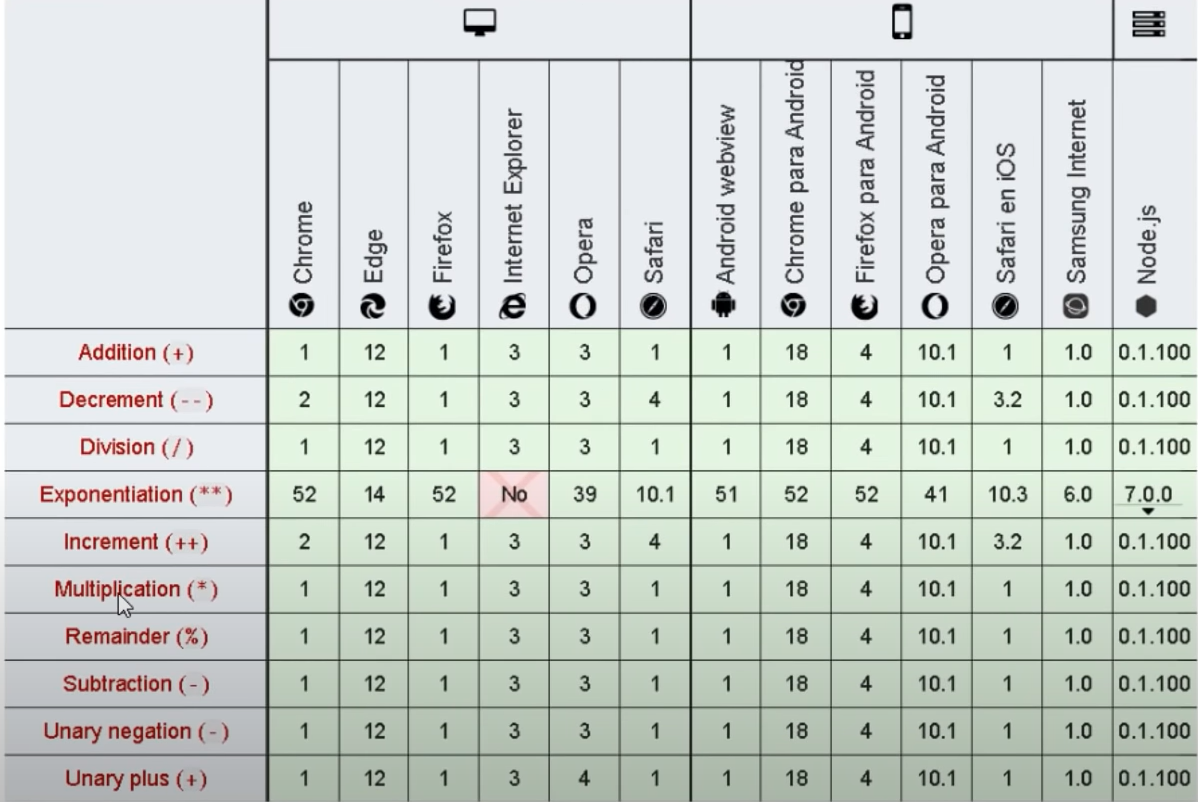 Chrome Edge Firefox Internet Explorer Opera Safari Android webview Chrome para Android Firefox para Android Opera para Android Safari en iOS Samsung Internet Node.js
Addition (+) 1 12 1 3 3 1 1 18 4 10.1 1 1.0 0.1.100
Decrement (--) 2 12 1 3 3 4 1 18 4 10.1 3.2 1.0 0.1.100
Division (/) 1 12 1 3 3 1 1 18 4 10.1 1 1.0 0.1.100
Exponentiation (**) 52 14 52 No 39 10.1 51 52 52 41 10.3 6.0 7.0.0
Increment (++) 2 12 1 3 3 4 1 18 4 10.1 3.2 1.0 0.1.100
Multiplication (*) 1 12 1 3 3 1 1 18 4 10.1 1 1.0 0.1.100
Remainder (%) 1 12 1 3 3 1 1 18 4 10.1 1 1.0 0.1.100
Subtraction (-) 1 12 1 3 3 1 1 18 4 10.1 1 1.0 0.1.100
Unary negation (-) 1 12 1 3 3 1 1 18 4 10.1 1 1.0 0.1.100
Unary plus (+) 1 12 1 3 4 1 1 18 4 10.1 1 1.0 0.1.100